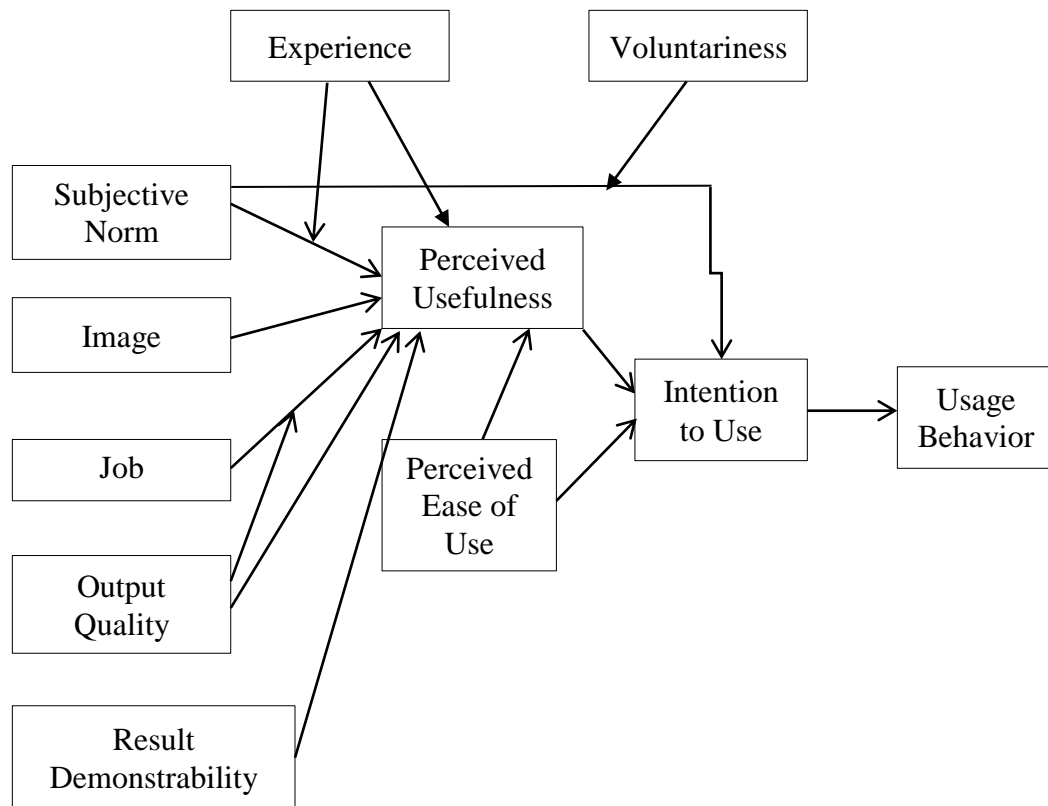 Experience
Voluntariness
Subjective
Norm
Perceived
Usefulness
Image
Intention
to Use
Usage
Behavior
Job
Perceived
Ease of
Use
Output
Quality
Result
Demonstrability